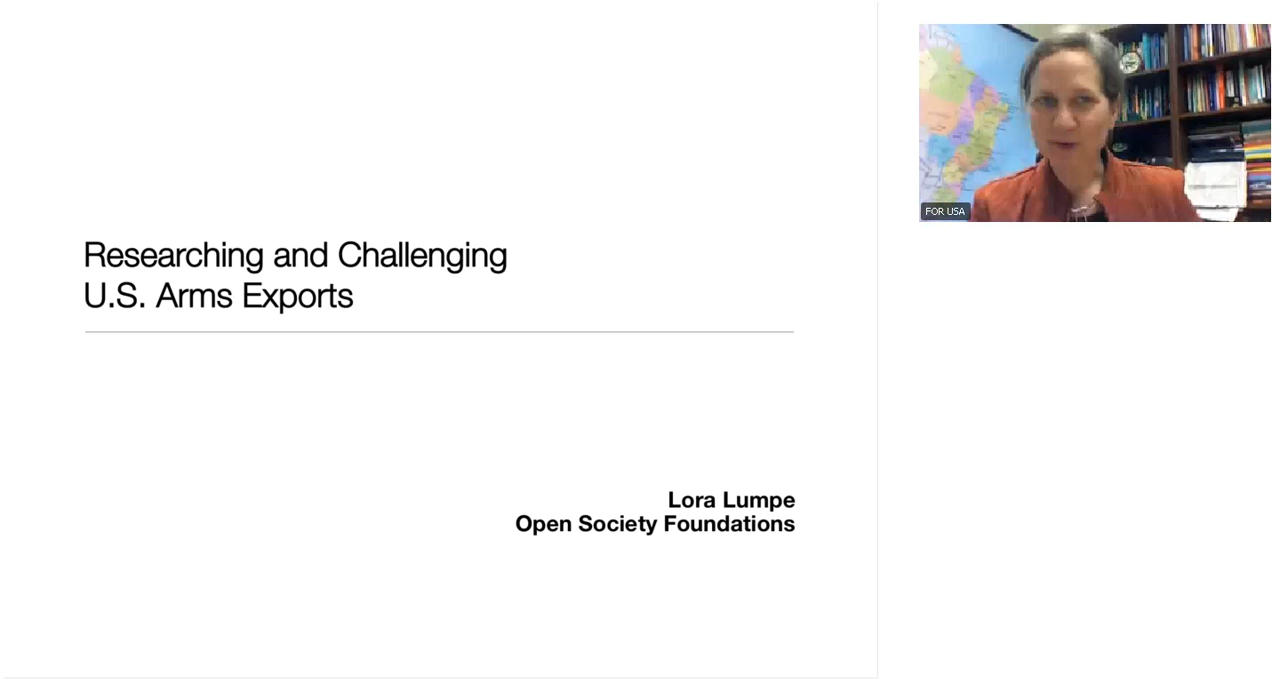 Researching and Challenging
U.S. Arms Exports
Lora Lumpe
Open Society Foundations
FOR USA